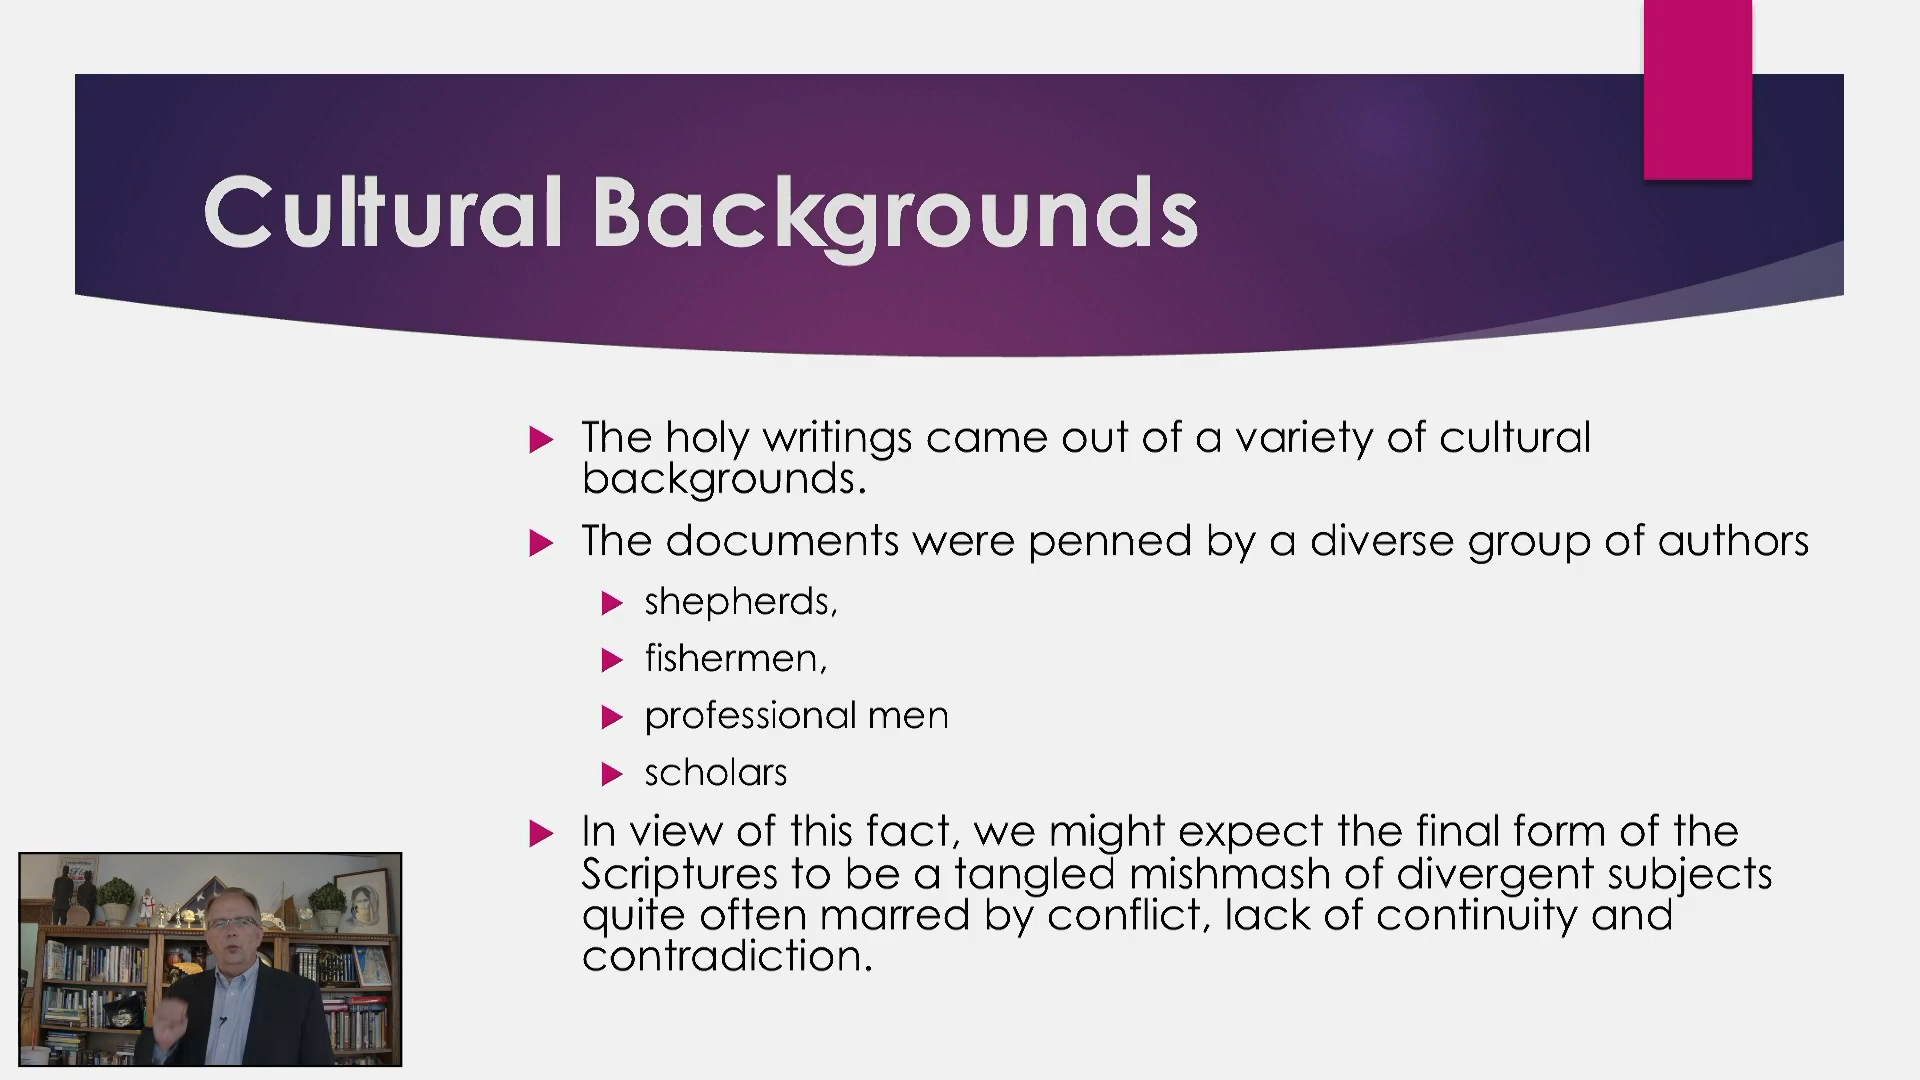 Cultural Backgrounds
The holy writings came out of a variety of cultural
backgrounds.
The documents were penned by a diverse group of authors
shepherds,
fishermen,
professional men
scholars
In view of this fact, we might expect the final form of the
Scriptures to be a tangled mishmash of divergent subjects
quite often marred by conflict, lack of continuity and
contradiction.